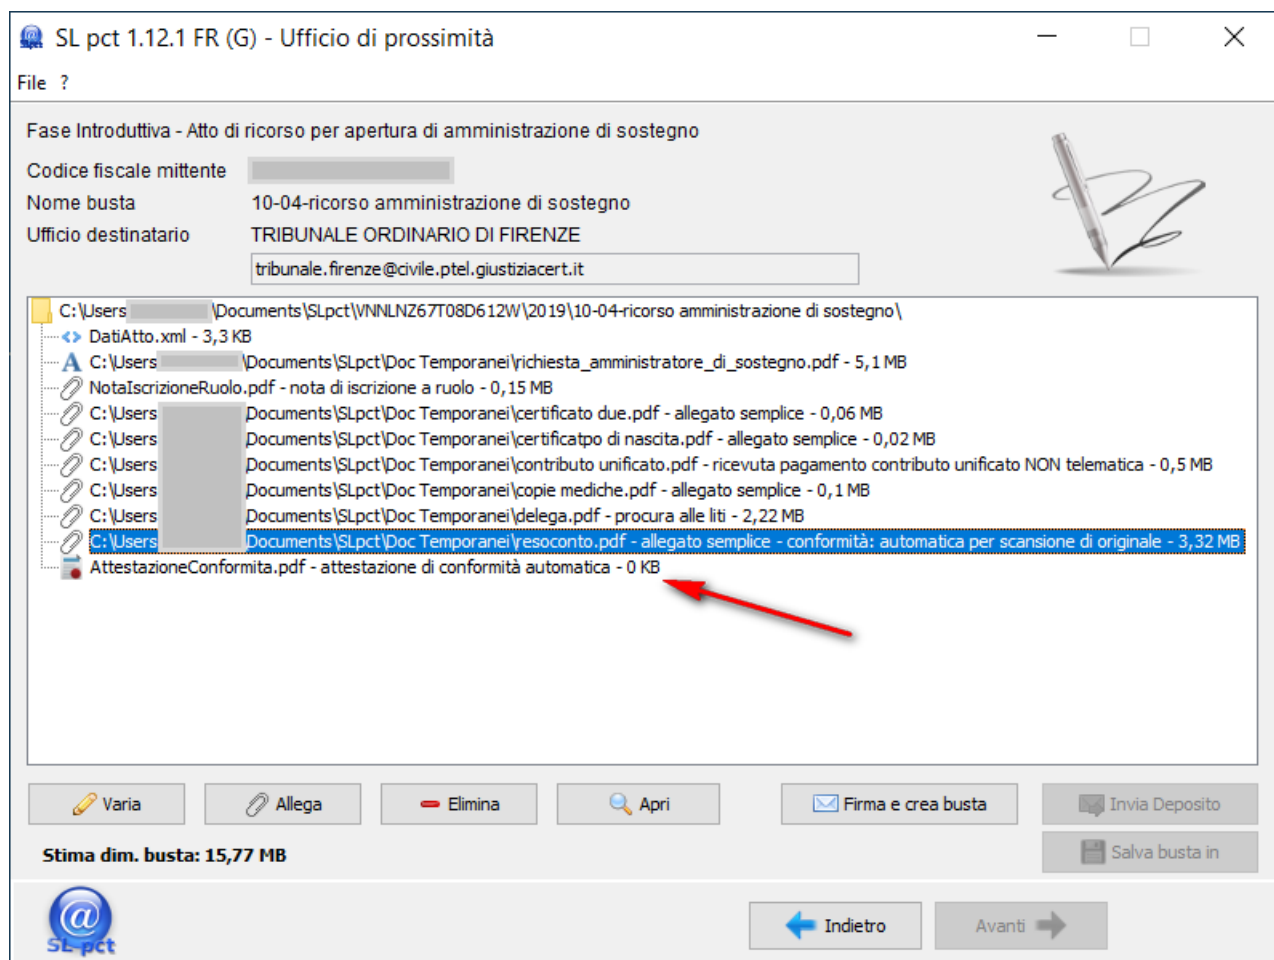 SL pct 1.12.1 FR (G) - Ufficio di prossimità
File ?
Fase Introduttiva - Atto di ricorso per apertura di amministrazione di sostegno
Codice fiscale mittente
Nome busta 10-04-ricorso amministrazione di sostegno
Ufficio destinatario TRIBUNALE ORDINARIO DI FIRENZE
tribunale.firenze@civile.ptel.giustiziacert.it
C:\Users \Documents\SLpct\VNNLNZ67T08D612W\2019\10-04-ricorso amministrazione di sostegno\
DatiAtto.xml - 3,3 KB
C:\Users \Documents\SLpct\Doc Temporanei\richiesta_amministratore_di_sostegno.pdf - 5,1 MB
NotaIscrizioneRuolo.pdf - nota di iscrizione a ruolo - 0,15 MB
C:\Users Documents\SLpct\Doc Temporanei\certificato due.pdf - allegato semplice - 0,06 MB
C:\Users Documents\SLpct\Doc Temporanei\certificatpo di nascita.pdf - allegato semplice - 0,02 MB
C:\Users Documents\SLpct\Doc Temporanei\contributo unificato.pdf - ricevuta pagamento contributo unificato NON telematica - 0,5 MB
C:\Users Documents\SLpct\Doc Temporanei\copie mediche.pdf - allegato semplice - 0,1 MB
C:\Users Documents\SLpct\Doc Temporanei\delega.pdf - procura alle liti - 2,22 MB
C:\Users Documents\SLpct\Doc Temporanei\resoconto.pdf - allegato semplice - conformità: automatica per scansione di originale - 3,32 MB
AttestazioneConformita.pdf - attestazione di conformità automatica - 0 KB
Varia Allega Elimina Apri Firma e crea busta Invia Deposito
Stima dim. busta: 15,77 MB Salva busta in
@ SL pct Indietro Avanti